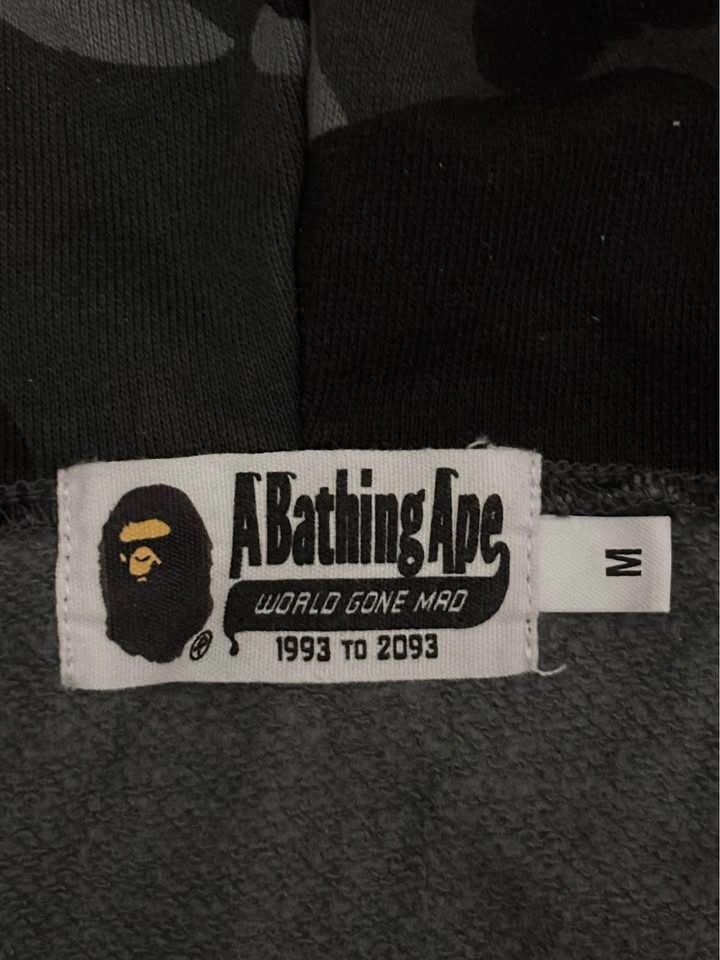 A Bathing Ape
WORLD GONE MAD
1993 TO 2093
®
M